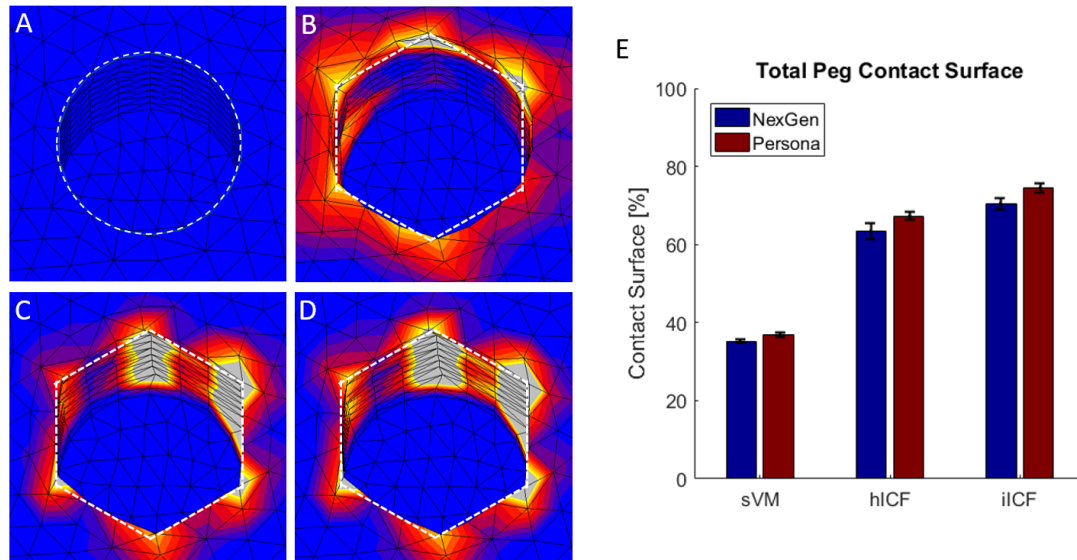 A
B
C
D
E
Total Peg Contact Surface
NexGen
Persona
Contact Surface [%]
100
80
60
40
20
0
sVM
hICF
iICF